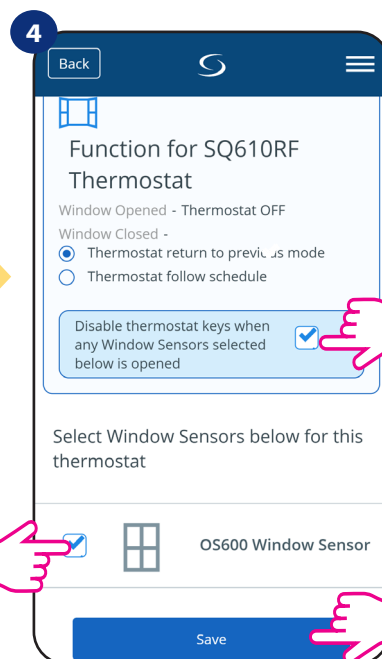 4
Back
Function for SQ610RF
Thermostat
Window Opened - Thermostat OFF
Window Closed -
Thermostat return to previous mode
Thermostat follow schedule
Disable thermostat keys when
any Window Sensors selected
below is opened
Select Window Sensors below for this
thermostat
OS600 Window Sensor
Save